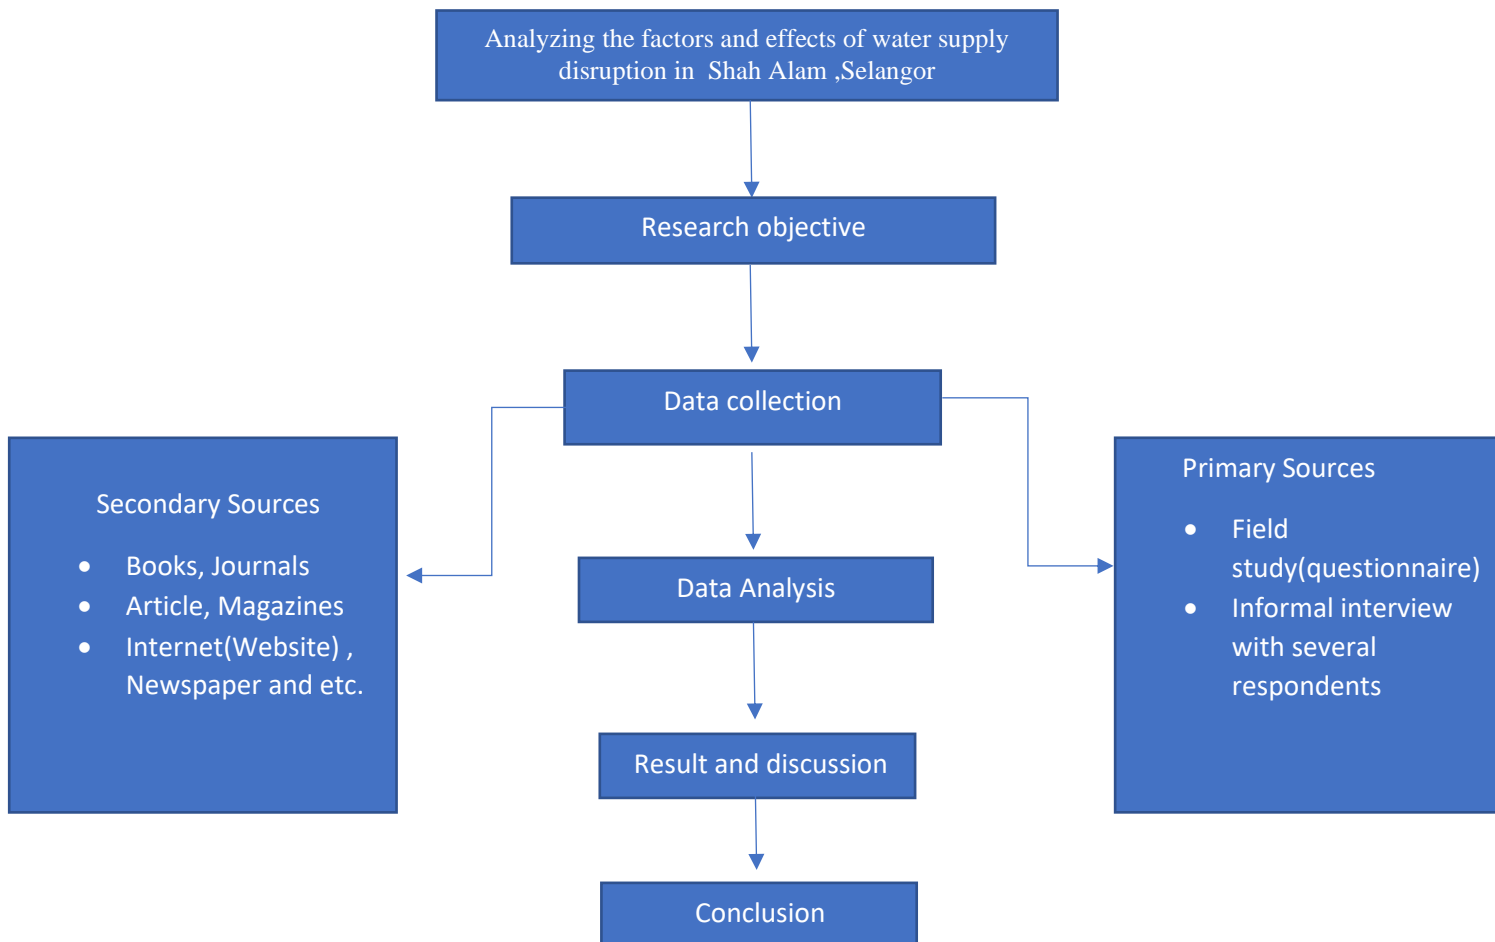 Analyzing the factors and effects of water supply
disruption in  Shah Alam ,Selangor
Research objective
Data collection
Secondary Sources
• Books, Journals
• Article, Magazines
• Internet(Website) ,
Newspaper and etc.
Primary Sources
• Field
study(questionnaire)
• Informal interview
with several
respondents
Data Analysis
Result and discussion
Conclusion